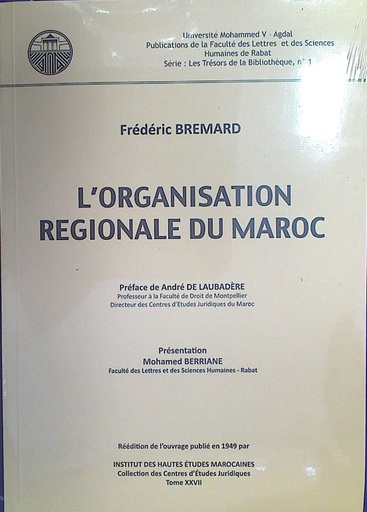 Université Mohammed V - Agdal
Publications de la Faculté des Lettres et des Sciences
Humaines de Rabat
Série : Les Trésors de la Bibliothèque, n° 1
Frédéric BREMARD
L'ORGANISATION
REGIONALE DU MAROC
Préface de André DE LAUBADÈRE
Professeur à la Faculté de Droit de Montpellier
Directeur des Centres d'Études Juridiques du Maroc
Présentation
Mohamed BERRIANE
Faculté des Lettres et des Sciences Humaines - Rabat
Réédition de l'ouvrage publié en 1949 par
INSTITUT DES HAUTES ÉTUDES MAROCAINES
Collection des Centres d'Études Juridiques
Tome XXVII